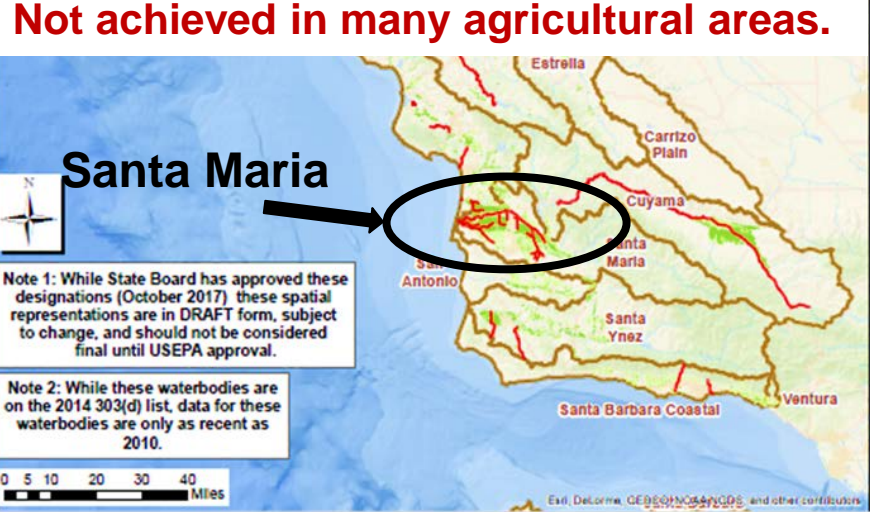 Not achieved in many agricultural areas.
Estrella
Carrizo
Plain
Santa Maria
N
Cuyama
Santa
Maria
San
Antonio
Note 1: While State Board has approved these
designations (October 2017) these spatial
representations are in DRAFT form, subject
to change, and should not be considered
final until USEPA approval.
Santa
Ynez
Note 2: While these waterbodies are
on the 2014 303(d) list, data for these
waterbodies are only as recent as
2010.
Ventura
Santa Barbara Coastal
0 5 10 20 30 40
Miles
Esri, DeLorme, and other contributors